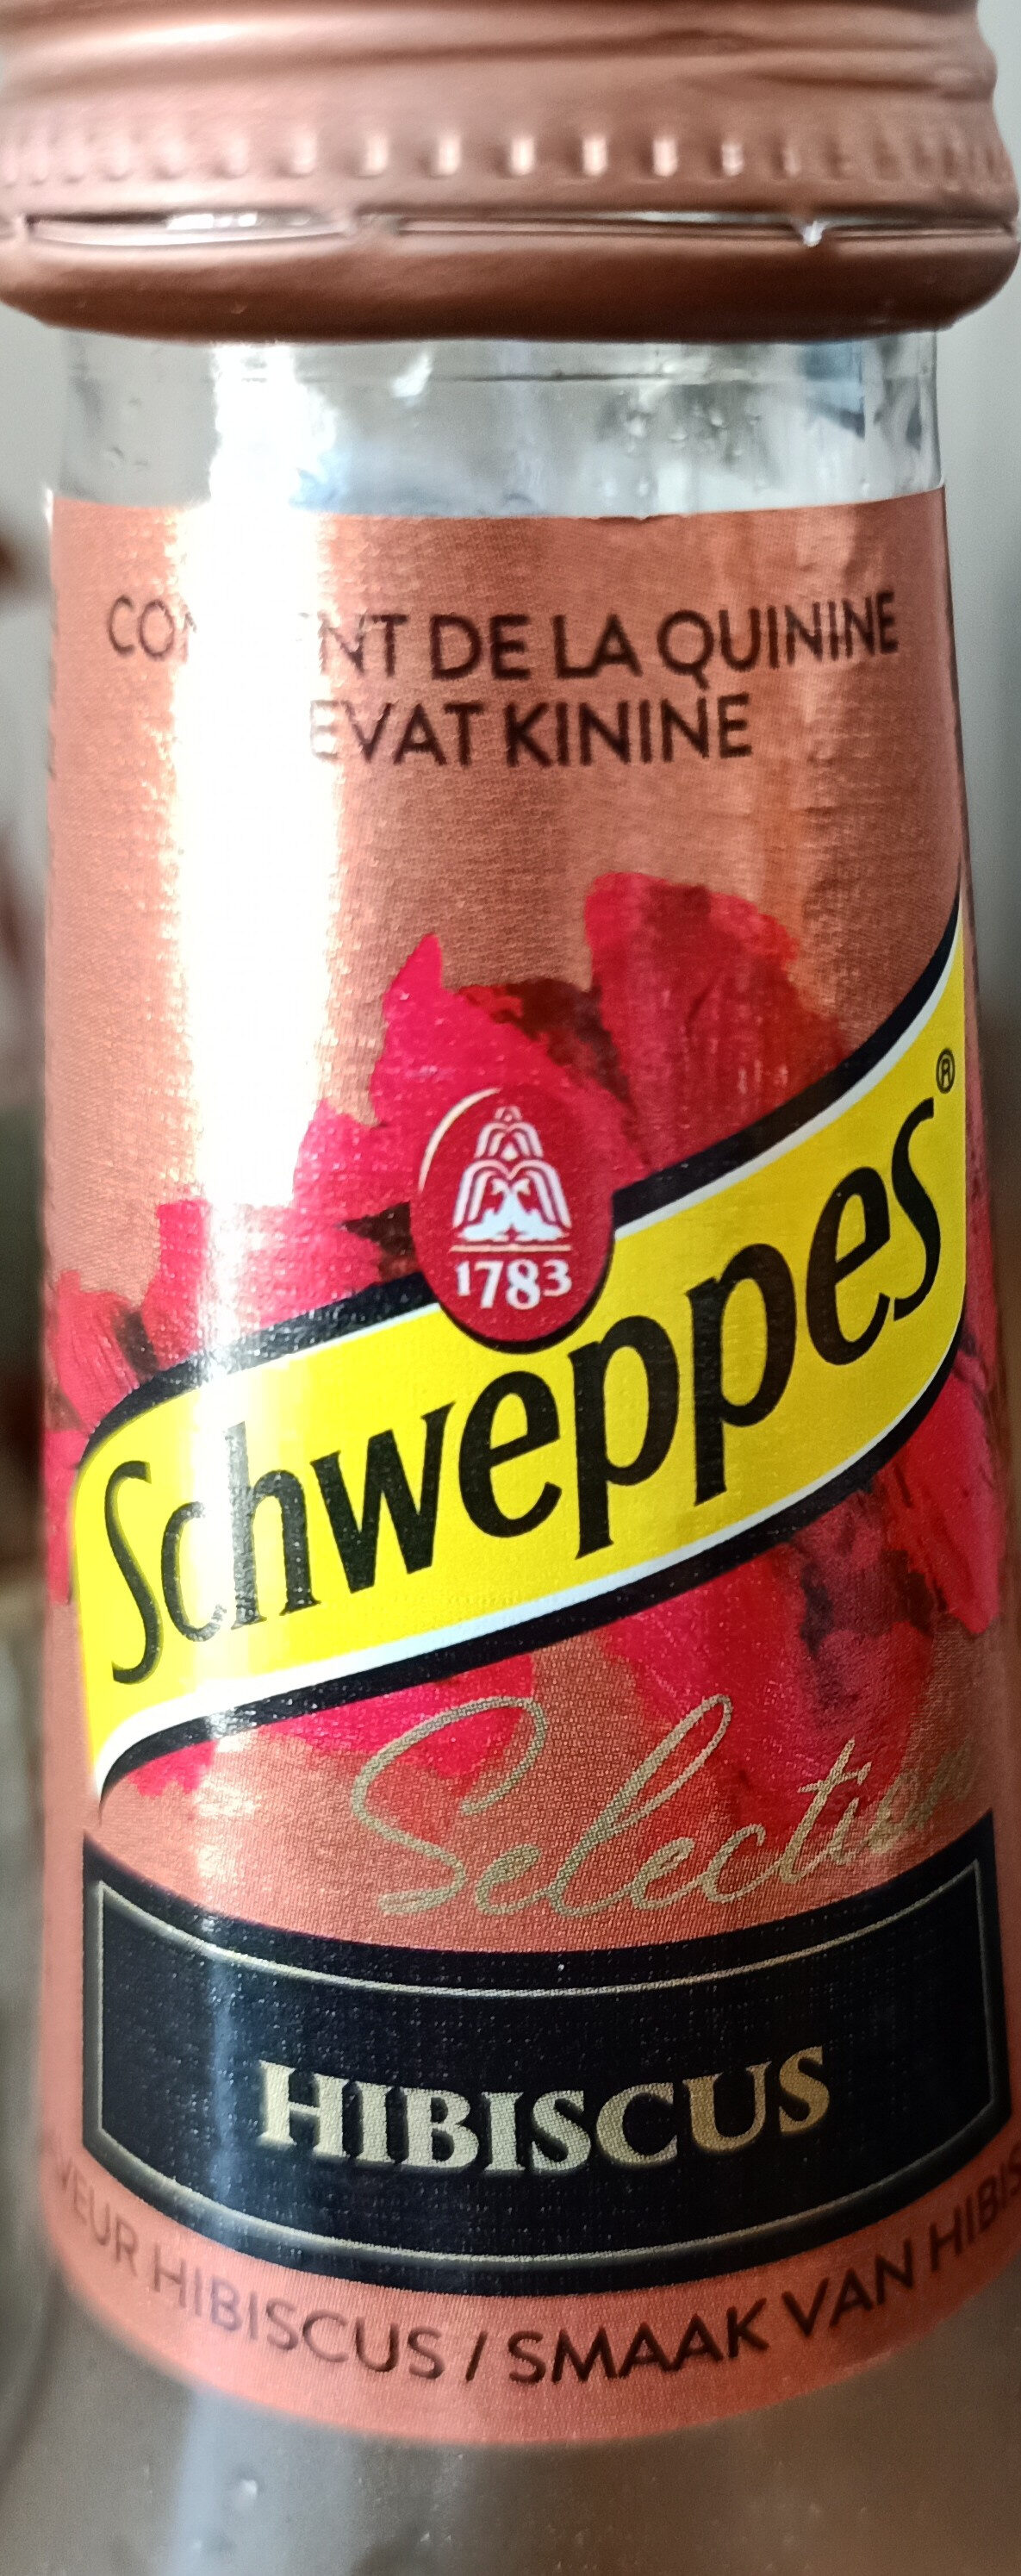 DE LA QUININE
KININE
1783
Schweppes®
Selection
HIBISCUS
HIBISCUS / SMAAK VAN